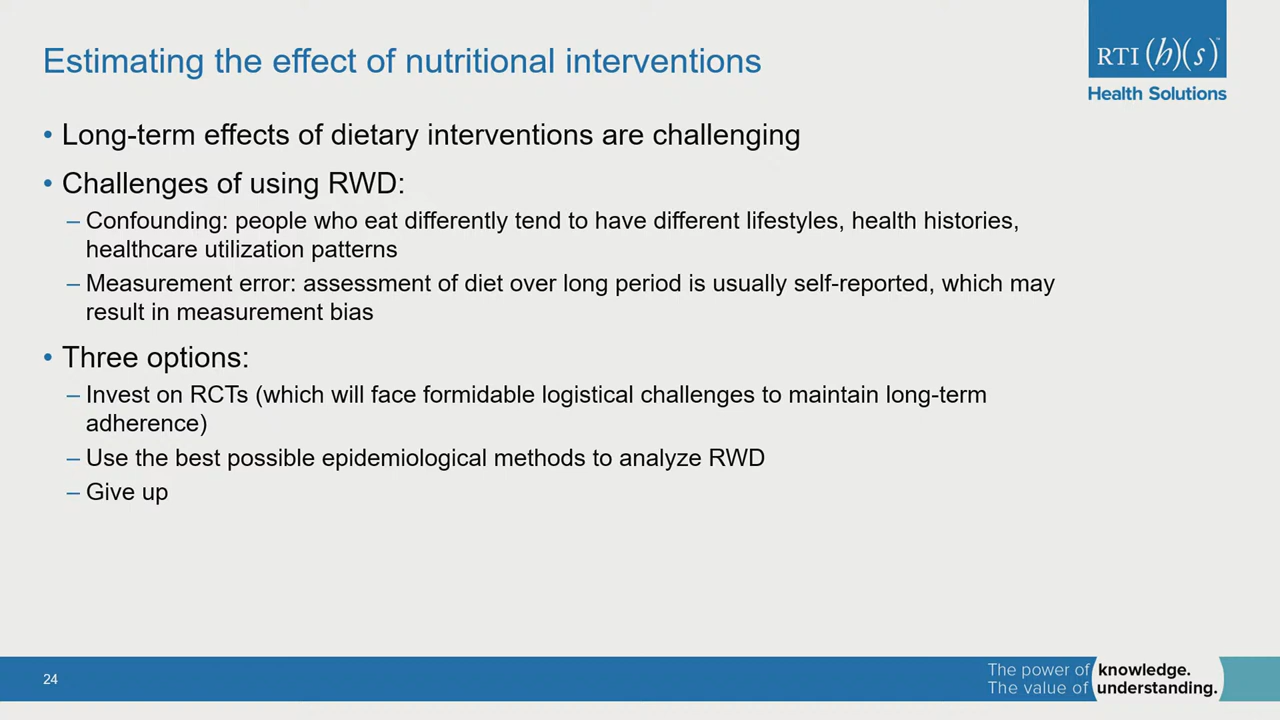 Estimating the effect of nutritional interventions
RTI (h)(s)™
Health Solutions
• Long-term effects of dietary interventions are challenging
• Challenges of using RWD:
– Confounding: people who eat differently tend to have different lifestyles, health histories,
healthcare utilization patterns
– Measurement error: assessment of diet over long period is usually self-reported, which may
result in measurement bias
• Three options:
– Invest on RCTs (which will face formidable logistical challenges to maintain long-term
adherence)
– Use the best possible epidemiological methods to analyze RWD
– Give up
24
The power of knowledge.
The value of understanding.